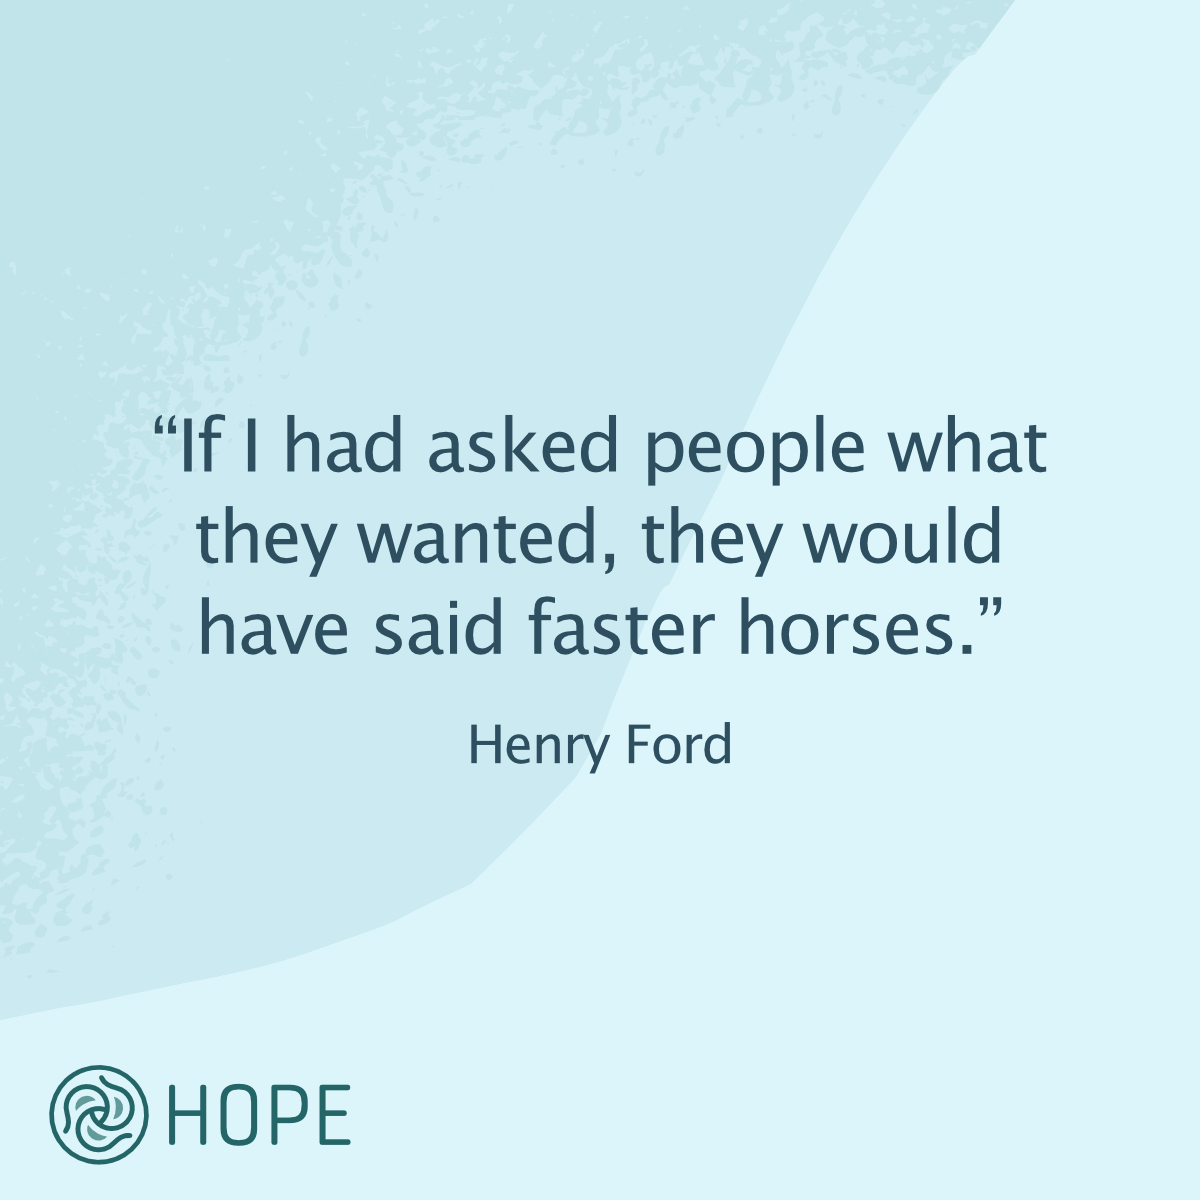 “If I had asked people what
they wanted, they would
have said faster horses.”
Henry Ford
HOPE